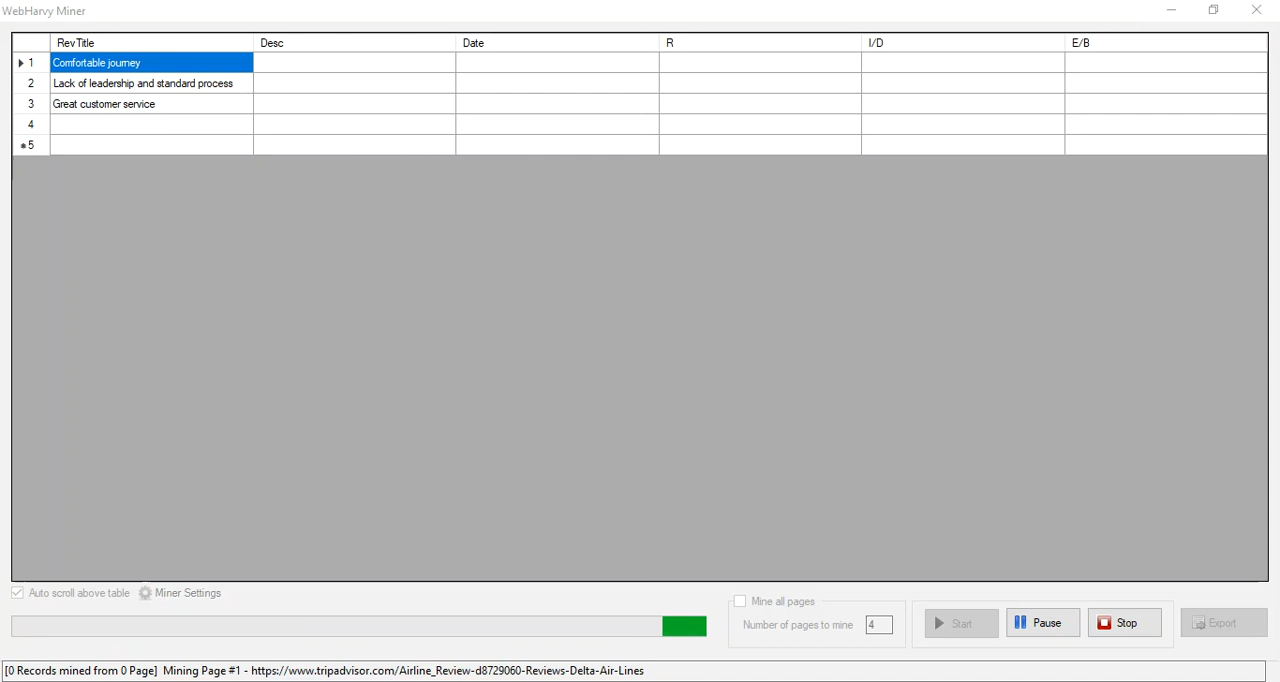 WebHarvy Miner
RevTitle Desc Date R I/D E/B
1 Comfortable journey
2 Lack of leadership and standard process
3 Great customer service
4
*5
Auto scroll above table Miner Settings
Mine all pages
Number of pages to mine 4
Start Pause Stop Export
[0 Records mined from 0 Page] Mining Page #1 - https://www.tripadvisor.com/Airline_Review-d8729060-Reviews-Delta-Air-Lines